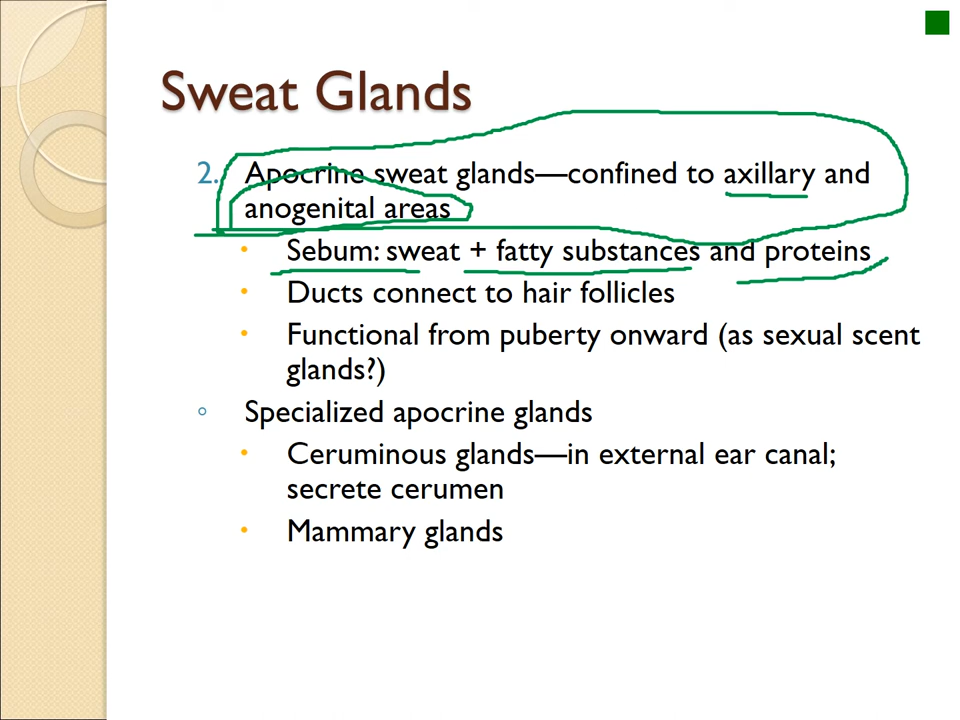 Sweat Glands
2. Apocrine sweat glands—confined to axillary and
anogenital areas
• Sebum: sweat + fatty substances and proteins
• Ducts connect to hair follicles
• Functional from puberty onward (as sexual scent
glands?)
◦ Specialized apocrine glands
• Ceruminous glands—in external ear canal;
secrete cerumen
• Mammary glands